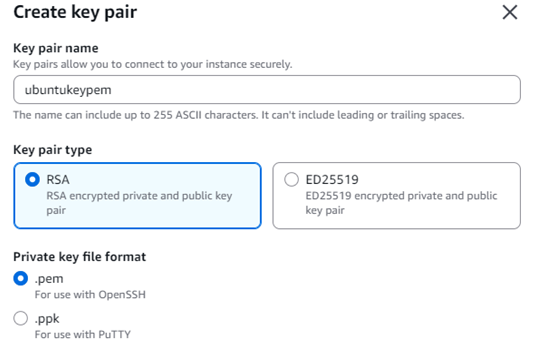 Create key pair
Key pair name
Key pairs allow you to connect to your instance securely.
ubuntukeypem
The name can include up to 255 ASCII characters. It can't include leading or trailing spaces.
Key pair type
RSA
RSA encrypted private and public key
pair
ED25519
ED25519 encrypted private and public
key pair
Private key file format
.pem
For use with OpenSSH
.ppk
For use with PuTTY